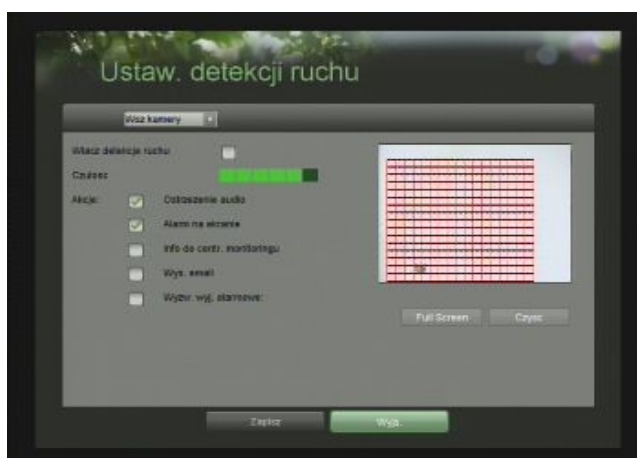 Ustaw. detekcji ruchu
Wsz kamery
Włacz detekcje ruchu
Czulosc
Akcje:
Ostrzezenie audio
Alarm na ekranie
Info do centr. monitoringu
Wys. email
Wyzw. wyj. alarmowe:
Full Screen
Czysc
Zapisz
Wyjs.